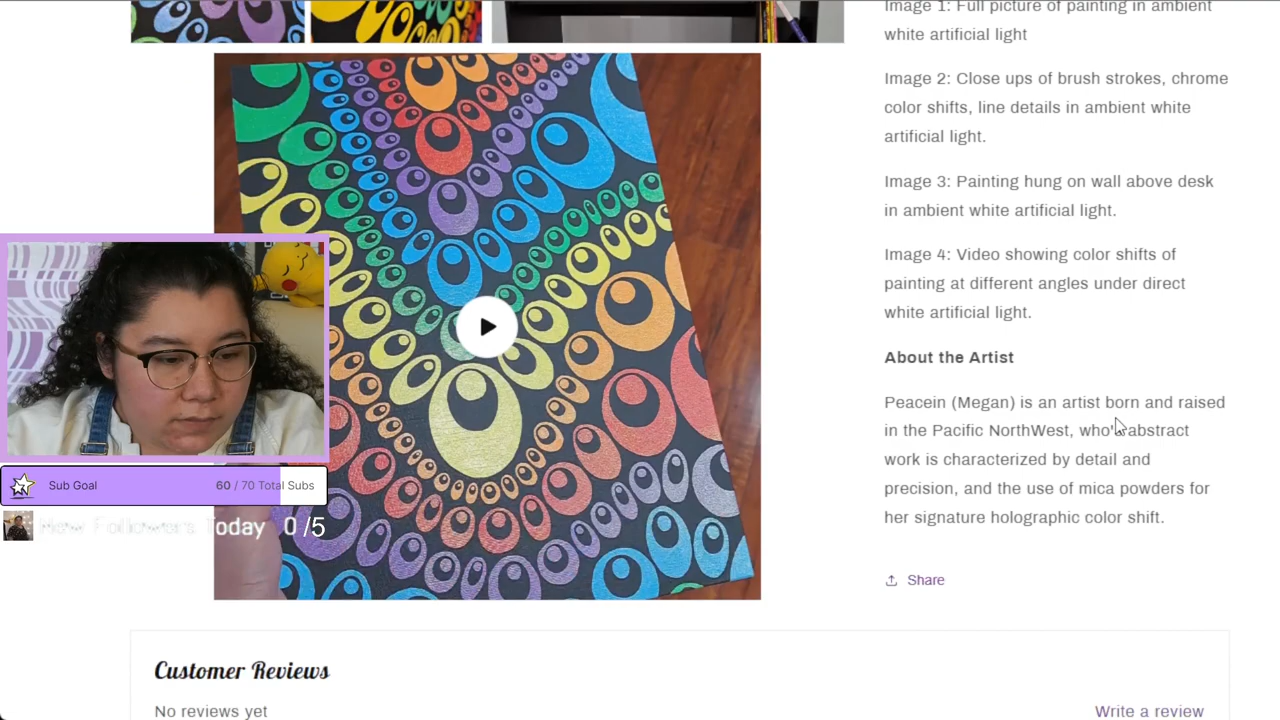 Image 1: Full picture of painting in ambient
white artificial light
Image 2: Close ups of brush strokes, chrome
color shifts, line details in ambient white
artificial light.
Image 3: Painting hung on wall above desk
in ambient white artificial light.
Image 4: Video showing color shifts of
painting at different angles under direct
white artificial light.
About the Artist
Peacein (Megan) is an artist born and raised
in the Pacific NorthWest, who's abstract
work is characterized by detail and
precision, and the use of mica powders for
her signature holographic color shift.
Share
Sub Goal 60 / 70 Total Subs
New Followers Today 0 /5
Customer Reviews
No reviews yet
Write a review